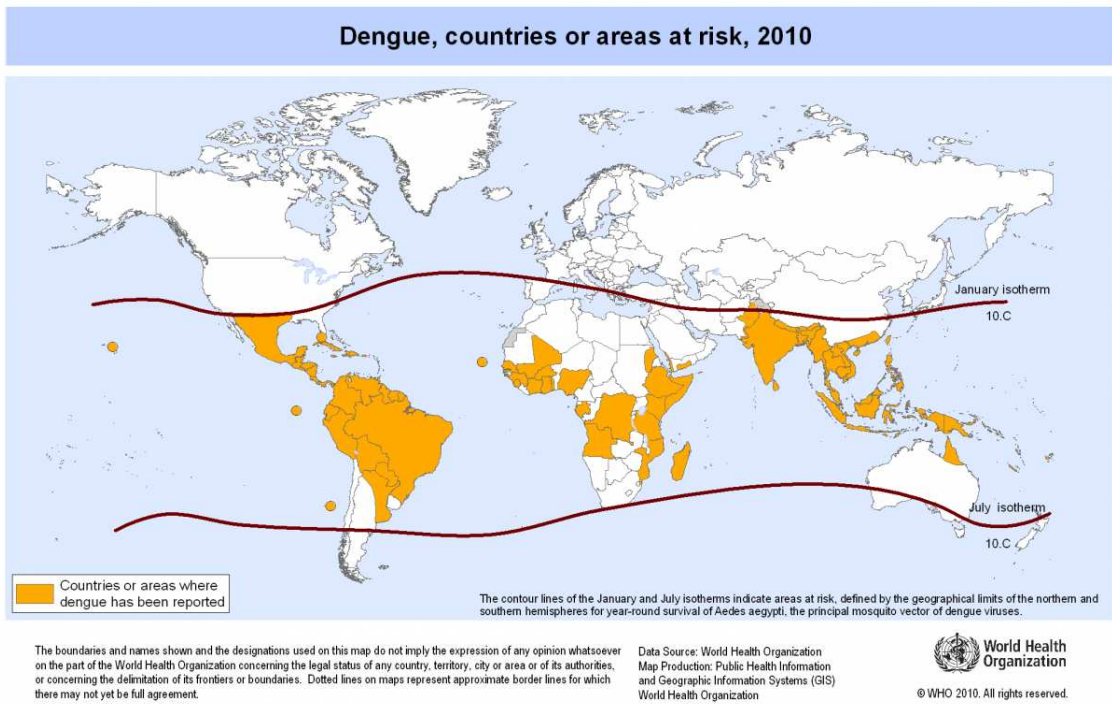 Dengue, countries or areas at risk, 2010
January isotherm
10.C
July isotherm
10.C
Countries or areas where
dengue has been reported
The contour lines of the January and July isotherms indicate areas at risk, defined by the geographical limits of the northern and
southern hemispheres for year-round survival of Aedes aegypti, the principal mosquito vector of dengue viruses.
The boundaries and names shown and the designations used on this map do not imply the expression of any opinion whatsoever
on the part of the World Health Organization concerning the legal status of any country, territory, city or area or of its authorities,
or concerning the delimitation of its frontiers or boundaries. Dotted lines on maps represent approximate border lines for which
there may not yet be full agreement.
Data Source: World Health Organization
Map Production: Public Health Information
and Geographic Information Systems (GIS)
World Health Organization
World Health
Organization
© WHO 2010. All rights reserved.